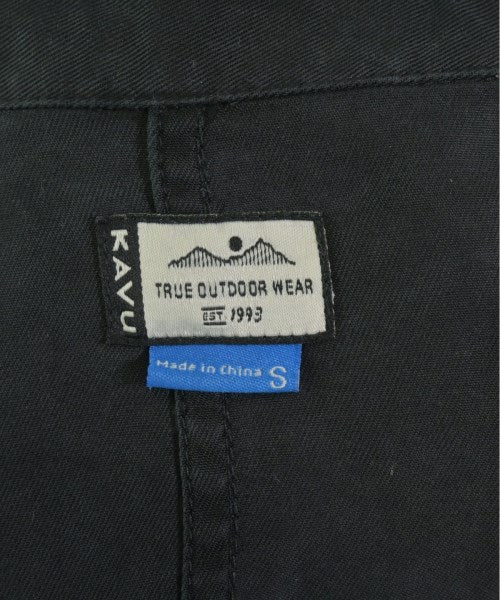 KAVU
TRUE OUTDOOR WEAR
EST. 1993
Made in China S